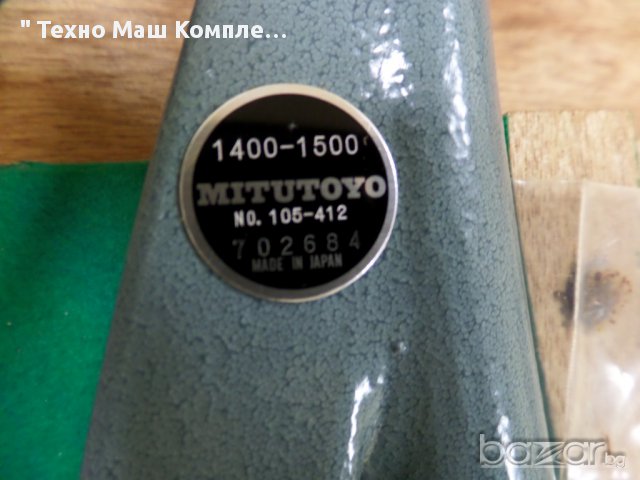 " Техно Маш Компле...
1400-1500
MITUTOYO
NO. 105-412
702684
MADE IN JAPAN
bazar.bg